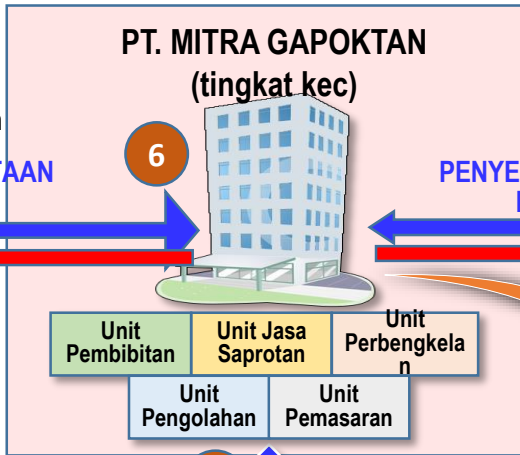 PT. MITRA GAPOKTAN
(tingkat kec)
6
TAAN
PENYE
Unit
Pembibitan
Unit Jasa
Saprotan
Unit
Perbengkela
n
Unit
Pengolahan
Unit
Pemasaran